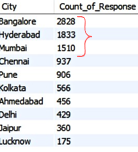 City Count_of_Response
Bangalore 2828
Hyderabad 1833
Mumbai 1510
Chennai 937
Pune 906
Kolkata 566
Ahmedabad 456
Delhi 429
Jaipur 360
Lucknow 175